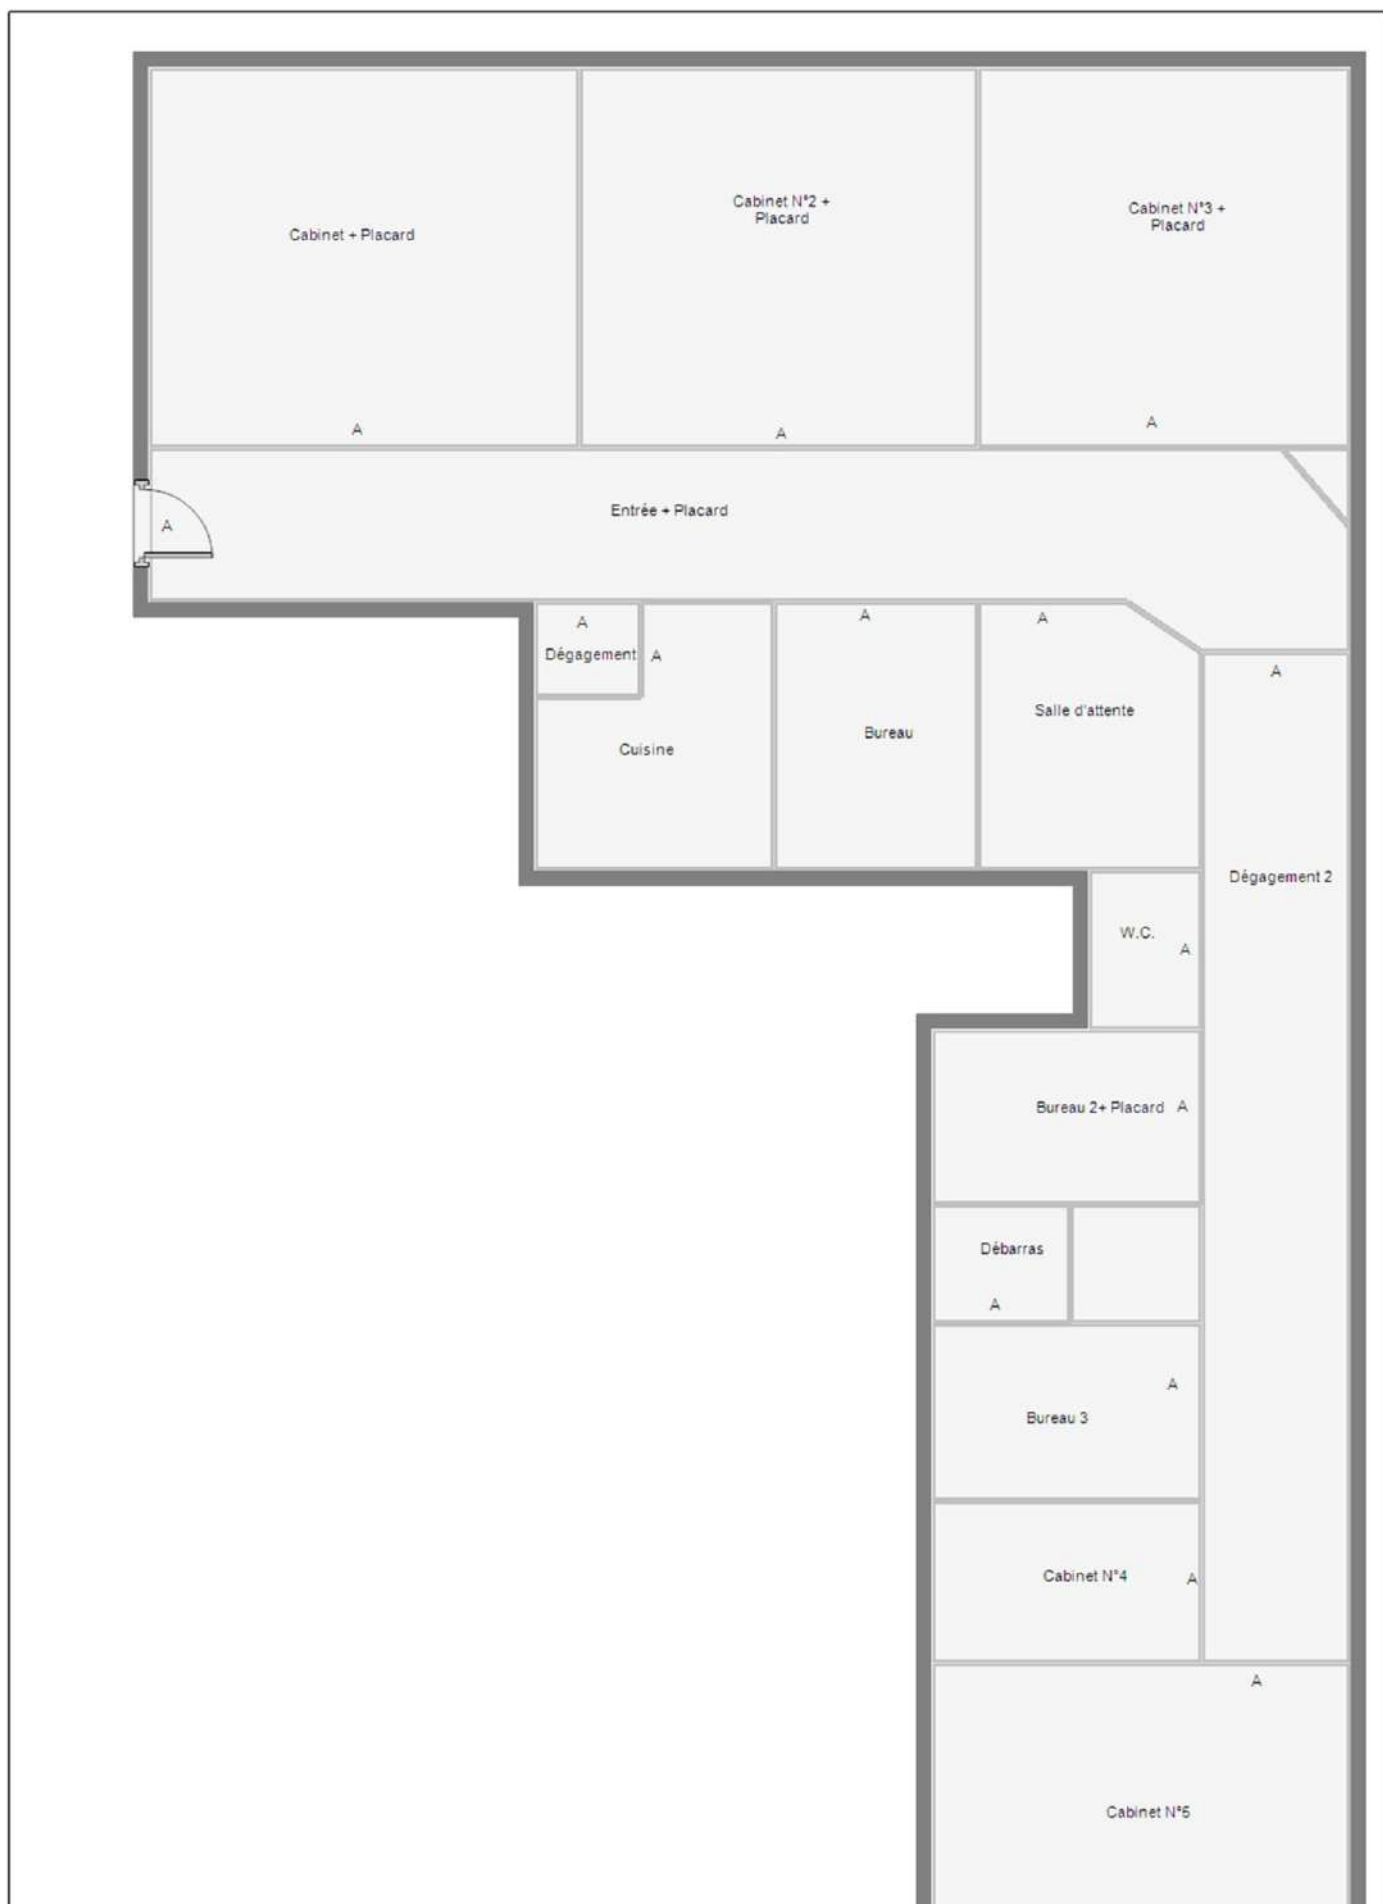 Cabinet + Placard
Cabinet N°2 +
Placard
Cabinet N°3 +
Placard
A
A
A
Entrée + Placard
A
A
Dégagement
A
Cuisine
A
Bureau
A
Salle d'attente
A
Dégagement 2
W.C.
A
Bureau 2+ Placard
A
Débarras
A
A
Bureau 3
Cabinet N°4
A
A
Cabinet N°5